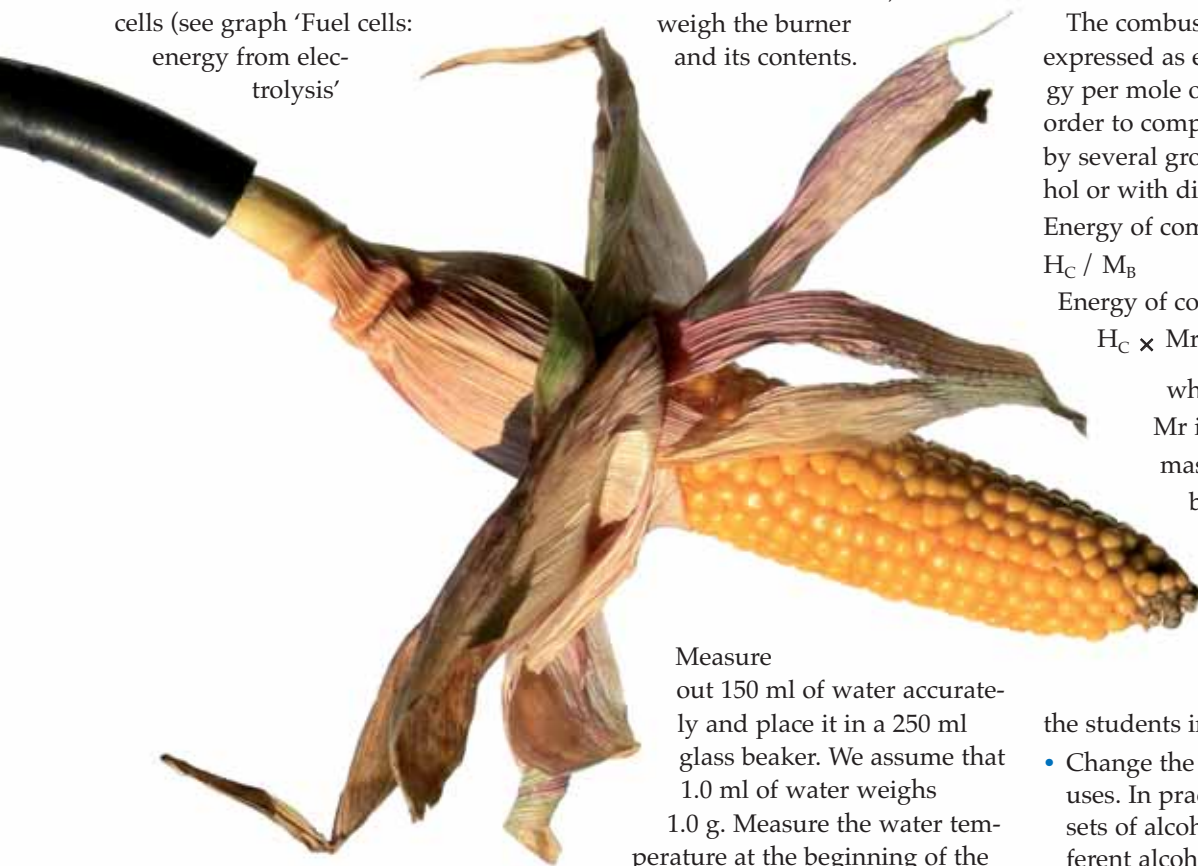 cells (see graph 'Fuel cells:
energy from elec-
trolysis'
weigh the burner
and its contents.
Measure
out 150 ml of water accurate-
ly and place it in a 250 ml
glass beaker. We assume that
1.0 ml of water weighs
1.0 g. Measure the water tem-
perature at the beginning of the
The combus
expressed as e
gy per mole o
order to comp
by several gro
hol or with di
Energy of com
H_C / M_B
Energy of co
H_C × Mr
wh
Mr i
mas
b
the students in
• Change the
uses. In prac
sets of alcoh
ferent alcoh